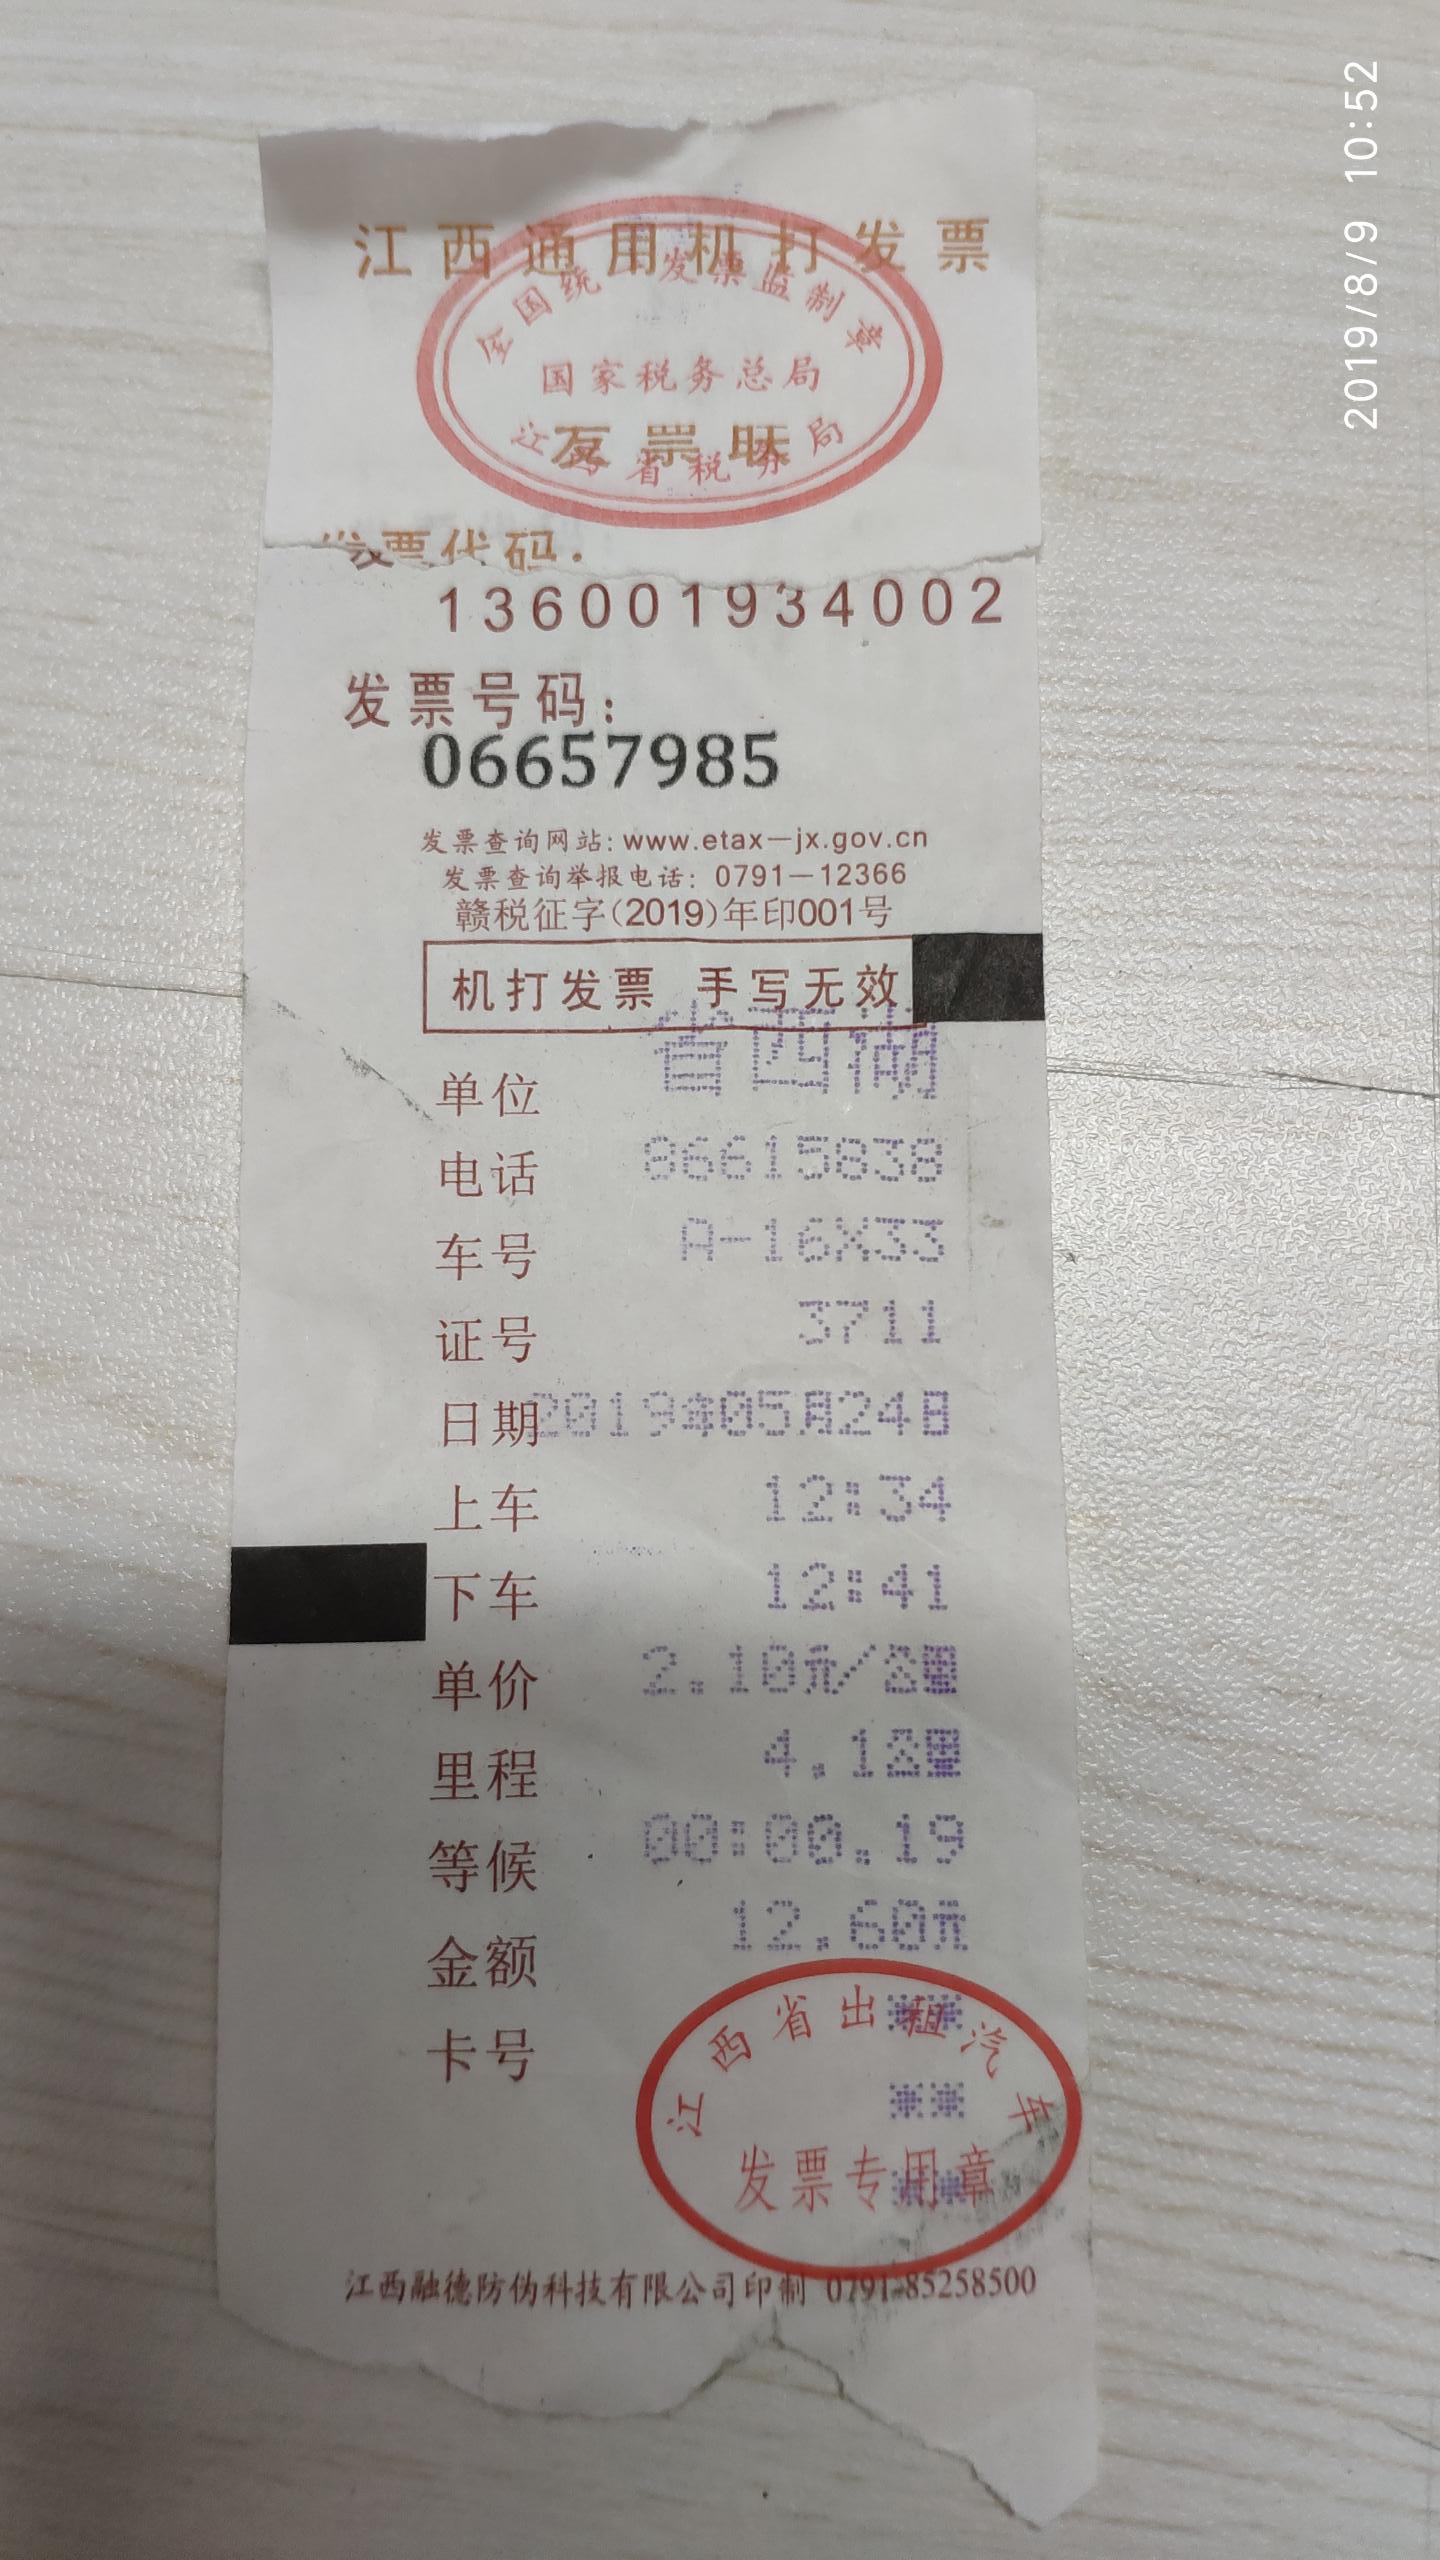 2019/8/9 10:52
江西通用机打发票
全国统一发票监制章
国家税务总局
江西省税务局
发票联
发票代码:
136001934002
发票号码:
06657985
发票查询网站: www.etax—jx.gov.cn
发票查询举报电话: 0791—12366
赣税征字(2019)年印001号
机打发票 手写无效
单位 省西湖
电话 86615838
车号 A-16X33
证号 3711
日期 2019年05月24日
上车 12:34
下车 12:41
单价 2.10元/公里
里程 4.1公里
等候 00:00.19
金额 12.60元
卡号
江西省出租汽车
发票专用章
江西融德防伪科技有限公司印制 0791-85258500